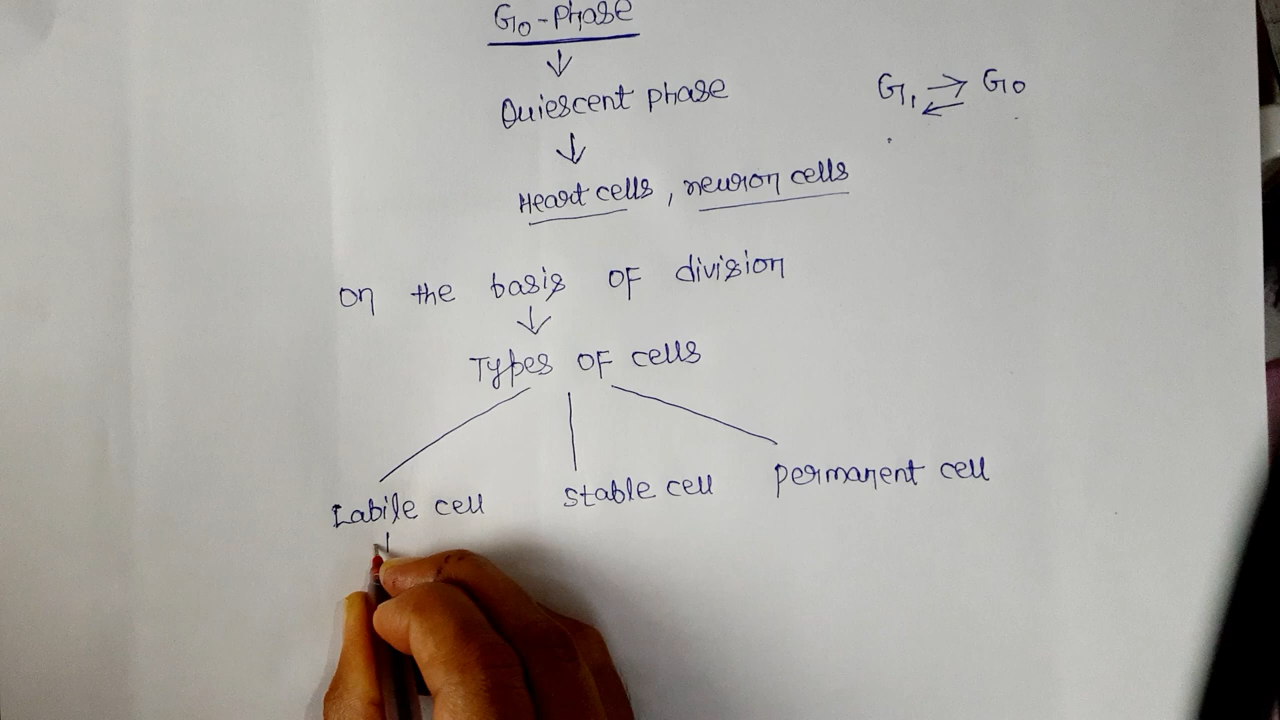 G0-Phase
↓
Quiescent phase
G1 ⇌ G0
↓
Heart cells, neuron cells
on the basis of division
↓
Types of cells
Labile cell
stable cell
permanent cell